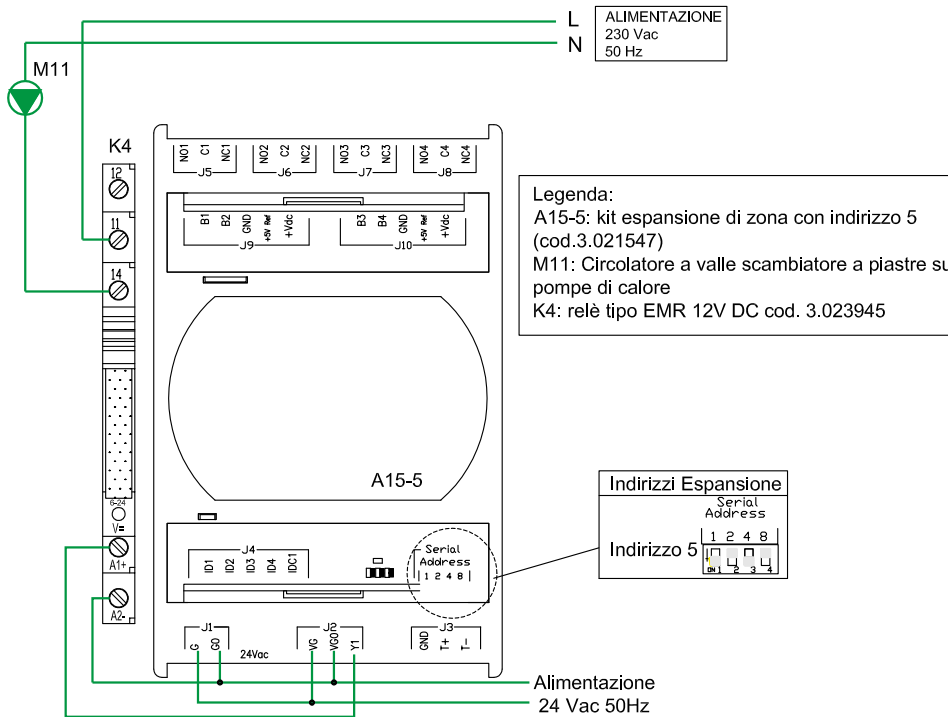 L
N
ALIMENTAZIONE
230 Vac
50 Hz
M11
K4
12
11
14
6-24
V=
A1+
A2-
NO1 C1 NC1
J5
NO2 C2 NC2
J6
NO3 C3 NC3
J7
NO4 C4 NC4
J8
B1 B2 GND +5V Ref +Vdc
J9
B3 B4 GND +5V Ref +Vdc
J10
Legenda:
A15-5: kit espansione di zona con indirizzo 5
(cod.3.021547)
M11: Circolatore a valle scambiatore a piastre su
pompe di calore
K4: relè tipo EMR 12V DC cod. 3.023945
A15-5
J4
ID1 ID2 ID3 ID4 IDC1
Serial
Address
1 2 4 8
Indirizzi Espansione
Serial
Address
1 2 4 8
Indirizzo 5
ON 1 2 3 4
J1
G G0
24Vac
J2
VG VG0 Y1
J3
GND T+ T-
Alimentazione
24 Vac 50Hz